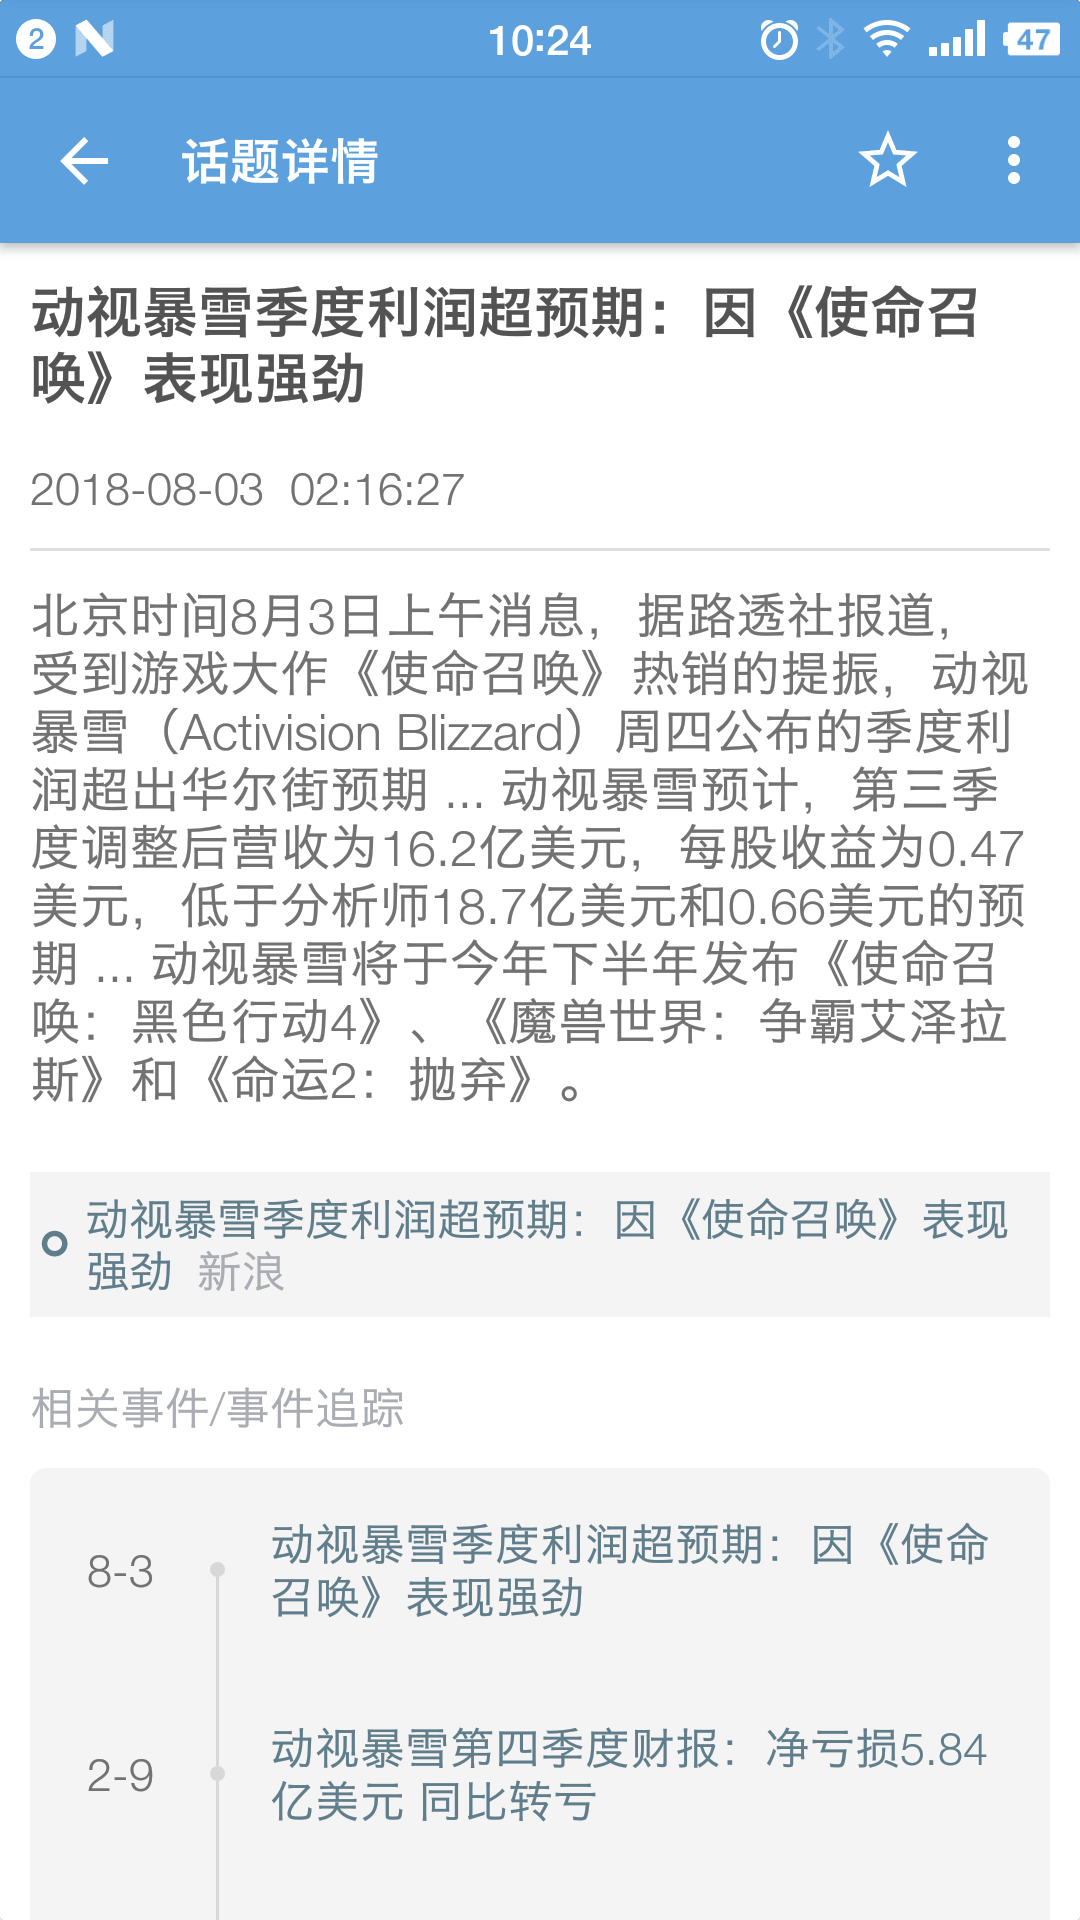 2
10:24
47
话题详情
动视暴雪季度利润超预期：因《使命召
唤》表现强劲
2018-08-03 02:16:27
北京时间8月3日上午消息，据路透社报道，
受到游戏大作《使命召唤》热销的提振，动视
暴雪（Activision Blizzard）周四公布的季度利
润超出华尔街预期 ... 动视暴雪预计，第三季
度调整后营收为16.2亿美元，每股收益为0.47
美元，低于分析师18.7亿美元和0.66美元的预
期 ... 动视暴雪将于今年下半年发布《使命召
唤：黑色行动4》、《魔兽世界：争霸艾泽拉
斯》和《命运2：抛弃》。
动视暴雪季度利润超预期：因《使命召唤》表现
强劲 新浪
相关事件/事件追踪
8-3
动视暴雪季度利润超预期：因《使命
召唤》表现强劲
2-9
动视暴雪第四季度财报：净亏损5.84
亿美元 同比转亏